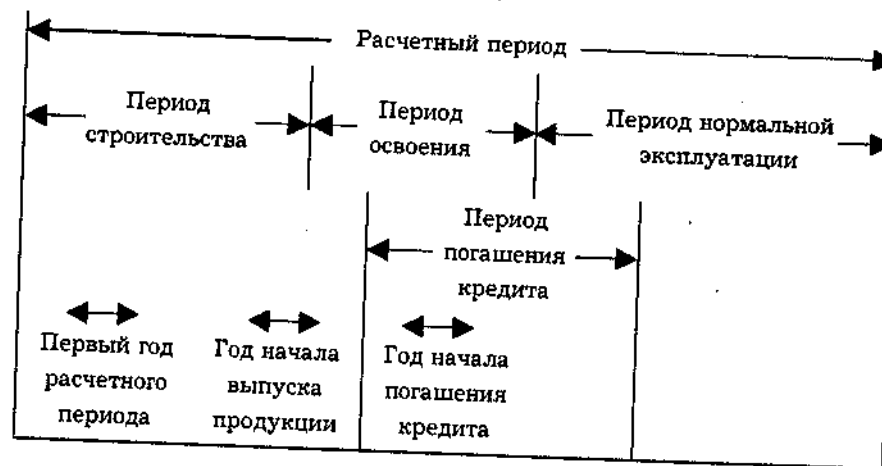 Расчетный период
Период
строительства
Период
освоения
Период нормальной
эксплуатации
Период
погашения
кредита
Первый год
расчетного
периода
Год начала
выпуска
продукции
Год начала
погашения
кредита